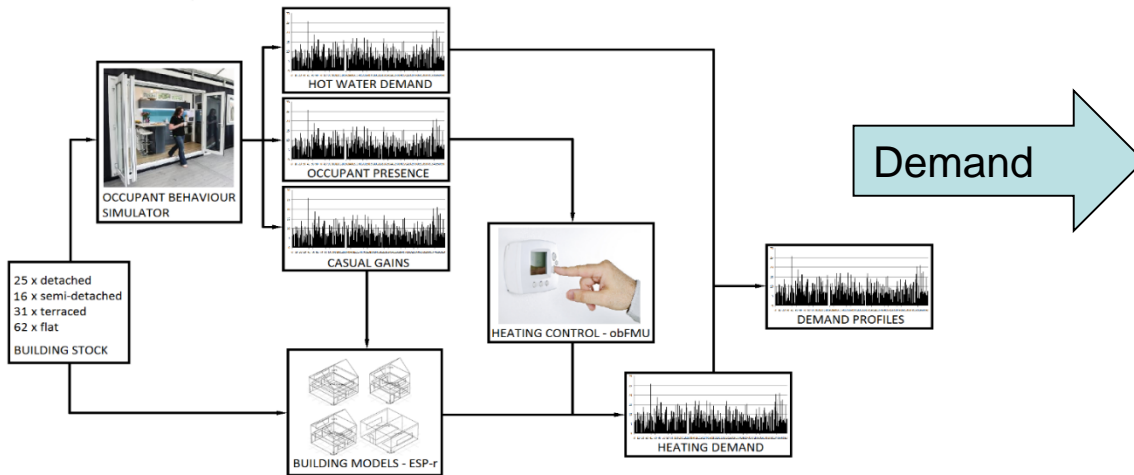 HOT WATER DEMAND
OCCUPANT PRESENCE
CASUAL GAINS
OCCUPANT BEHAVIOUR
SIMULATOR
25 x detached
16 x semi-detached
31 x terraced
62 x flat
BUILDING STOCK
HEATING CONTROL - obFMU
BUILDING MODELS - ESP-r
HEATING DEMAND
DEMAND PROFILES
Demand